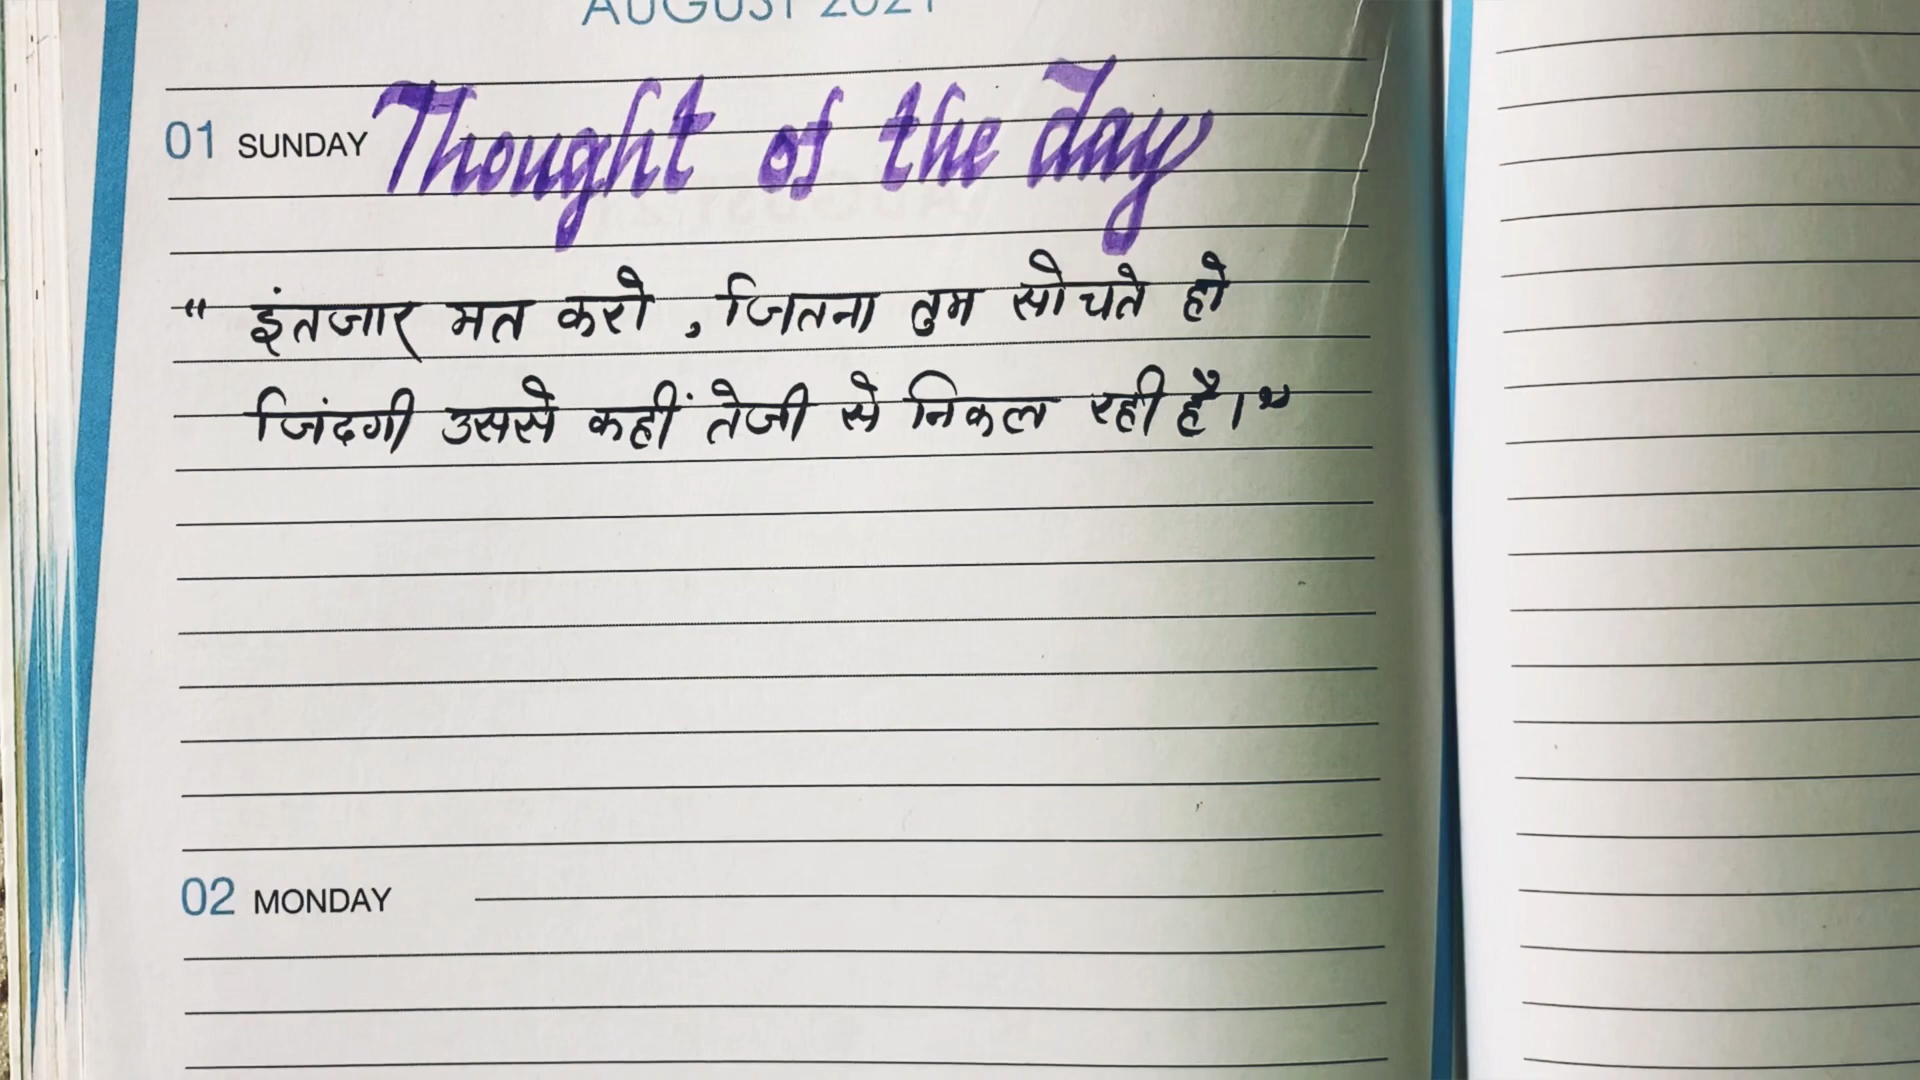 AUGUST 2021
01 SUNDAY Thought of the day
“ इंतजार मत करो, जितना तुम सोचते हो
जिंदगी उससे कहीं तेजी से निकल रही है। ”
02 MONDAY